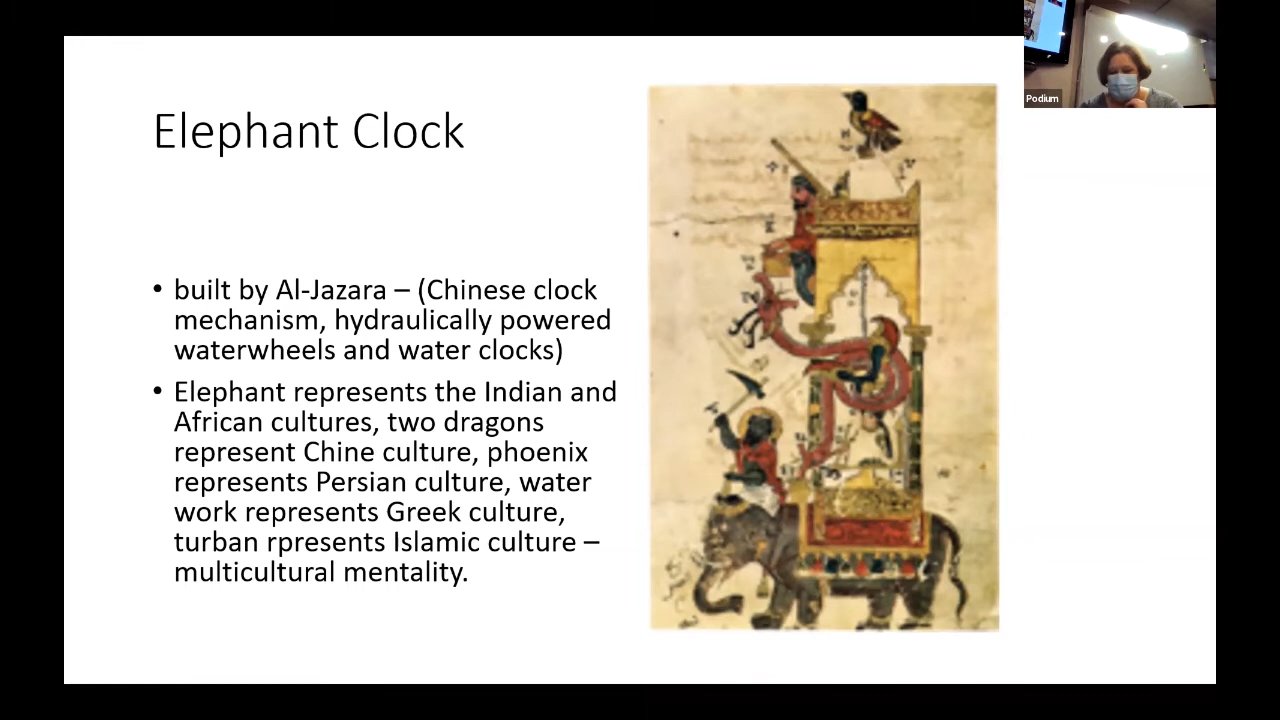 Elephant Clock
• built by Al-Jazara – (Chinese clock
mechanism, hydraulically powered
waterwheels and water clocks)
• Elephant represents the Indian and
African cultures, two dragons
represent Chine culture, phoenix
represents Persian culture, water
work represents Greek culture,
turban rpresents Islamic culture –
multicultural mentality.
Podium